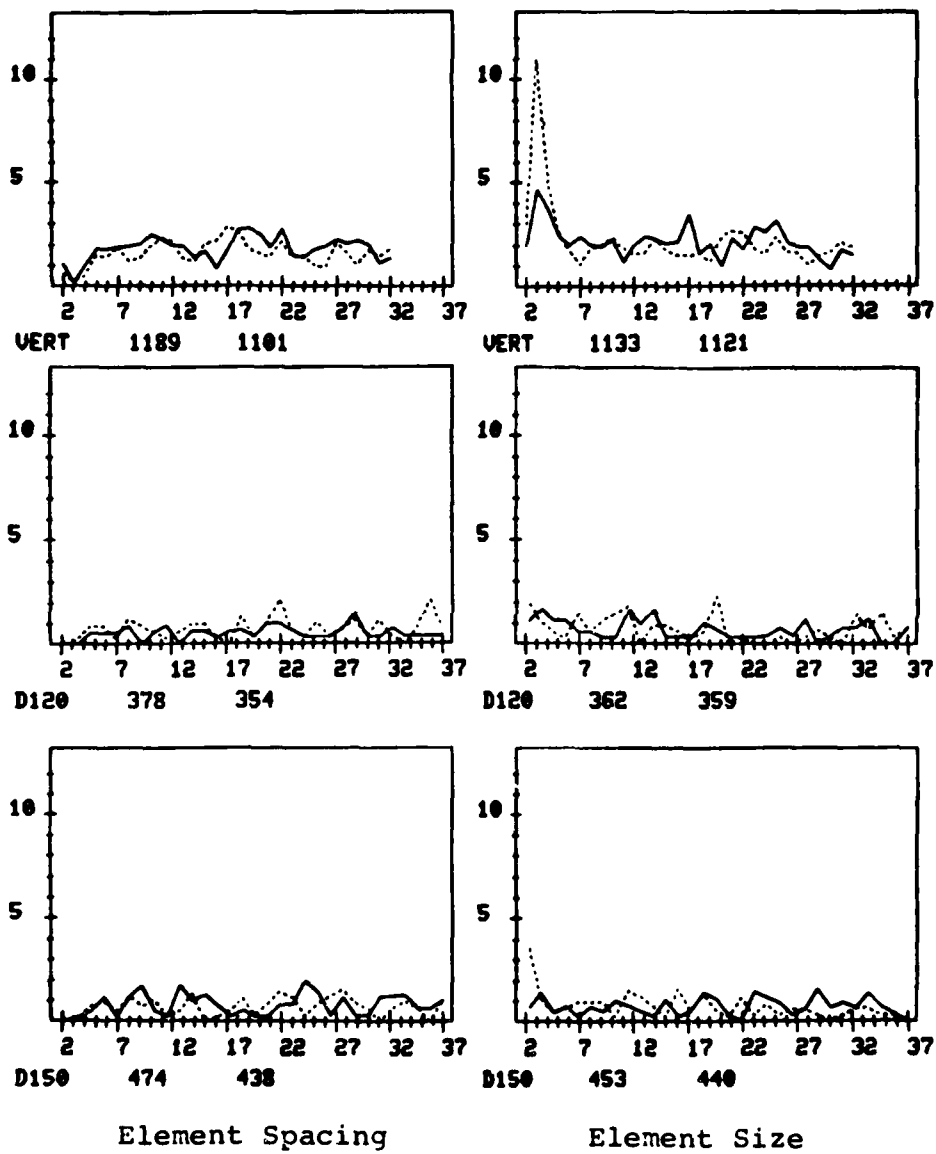 10
5
2 7 12 17 22 27 32 37
VERT 1189 1101
10
5
2 7 12 17 22 27 32 37
VERT 1133 1121
10
5
2 7 12 17 22 27 32 37
D120 378 354
10
5
2 7 12 17 22 27 32 37
D120 362 359
10
5
2 7 12 17 22 27 32 37
D150 474 438
10
5
2 7 12 17 22 27 32 37
D150 453 440
Element Spacing
Element Size